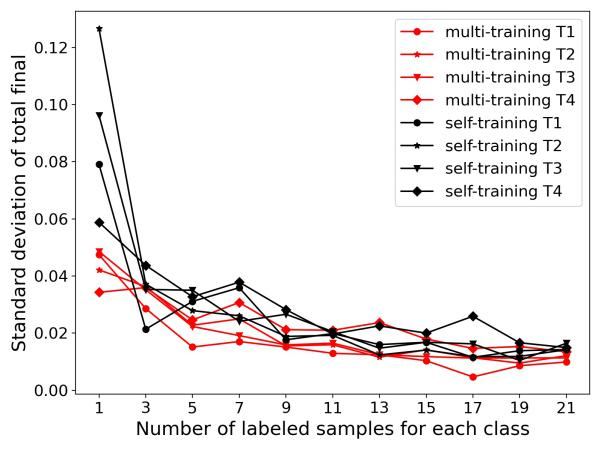 multi-training T1
multi-training T2
multi-training T3
multi-training T4
self-training T1
self-training T2
self-training T3
self-training T4
Standard deviation of total final
0.12
0.10
0.08
0.06
0.04
0.02
0.00
1 3 5 7 9 11 13 15 17 19 21
Number of labeled samples for each class